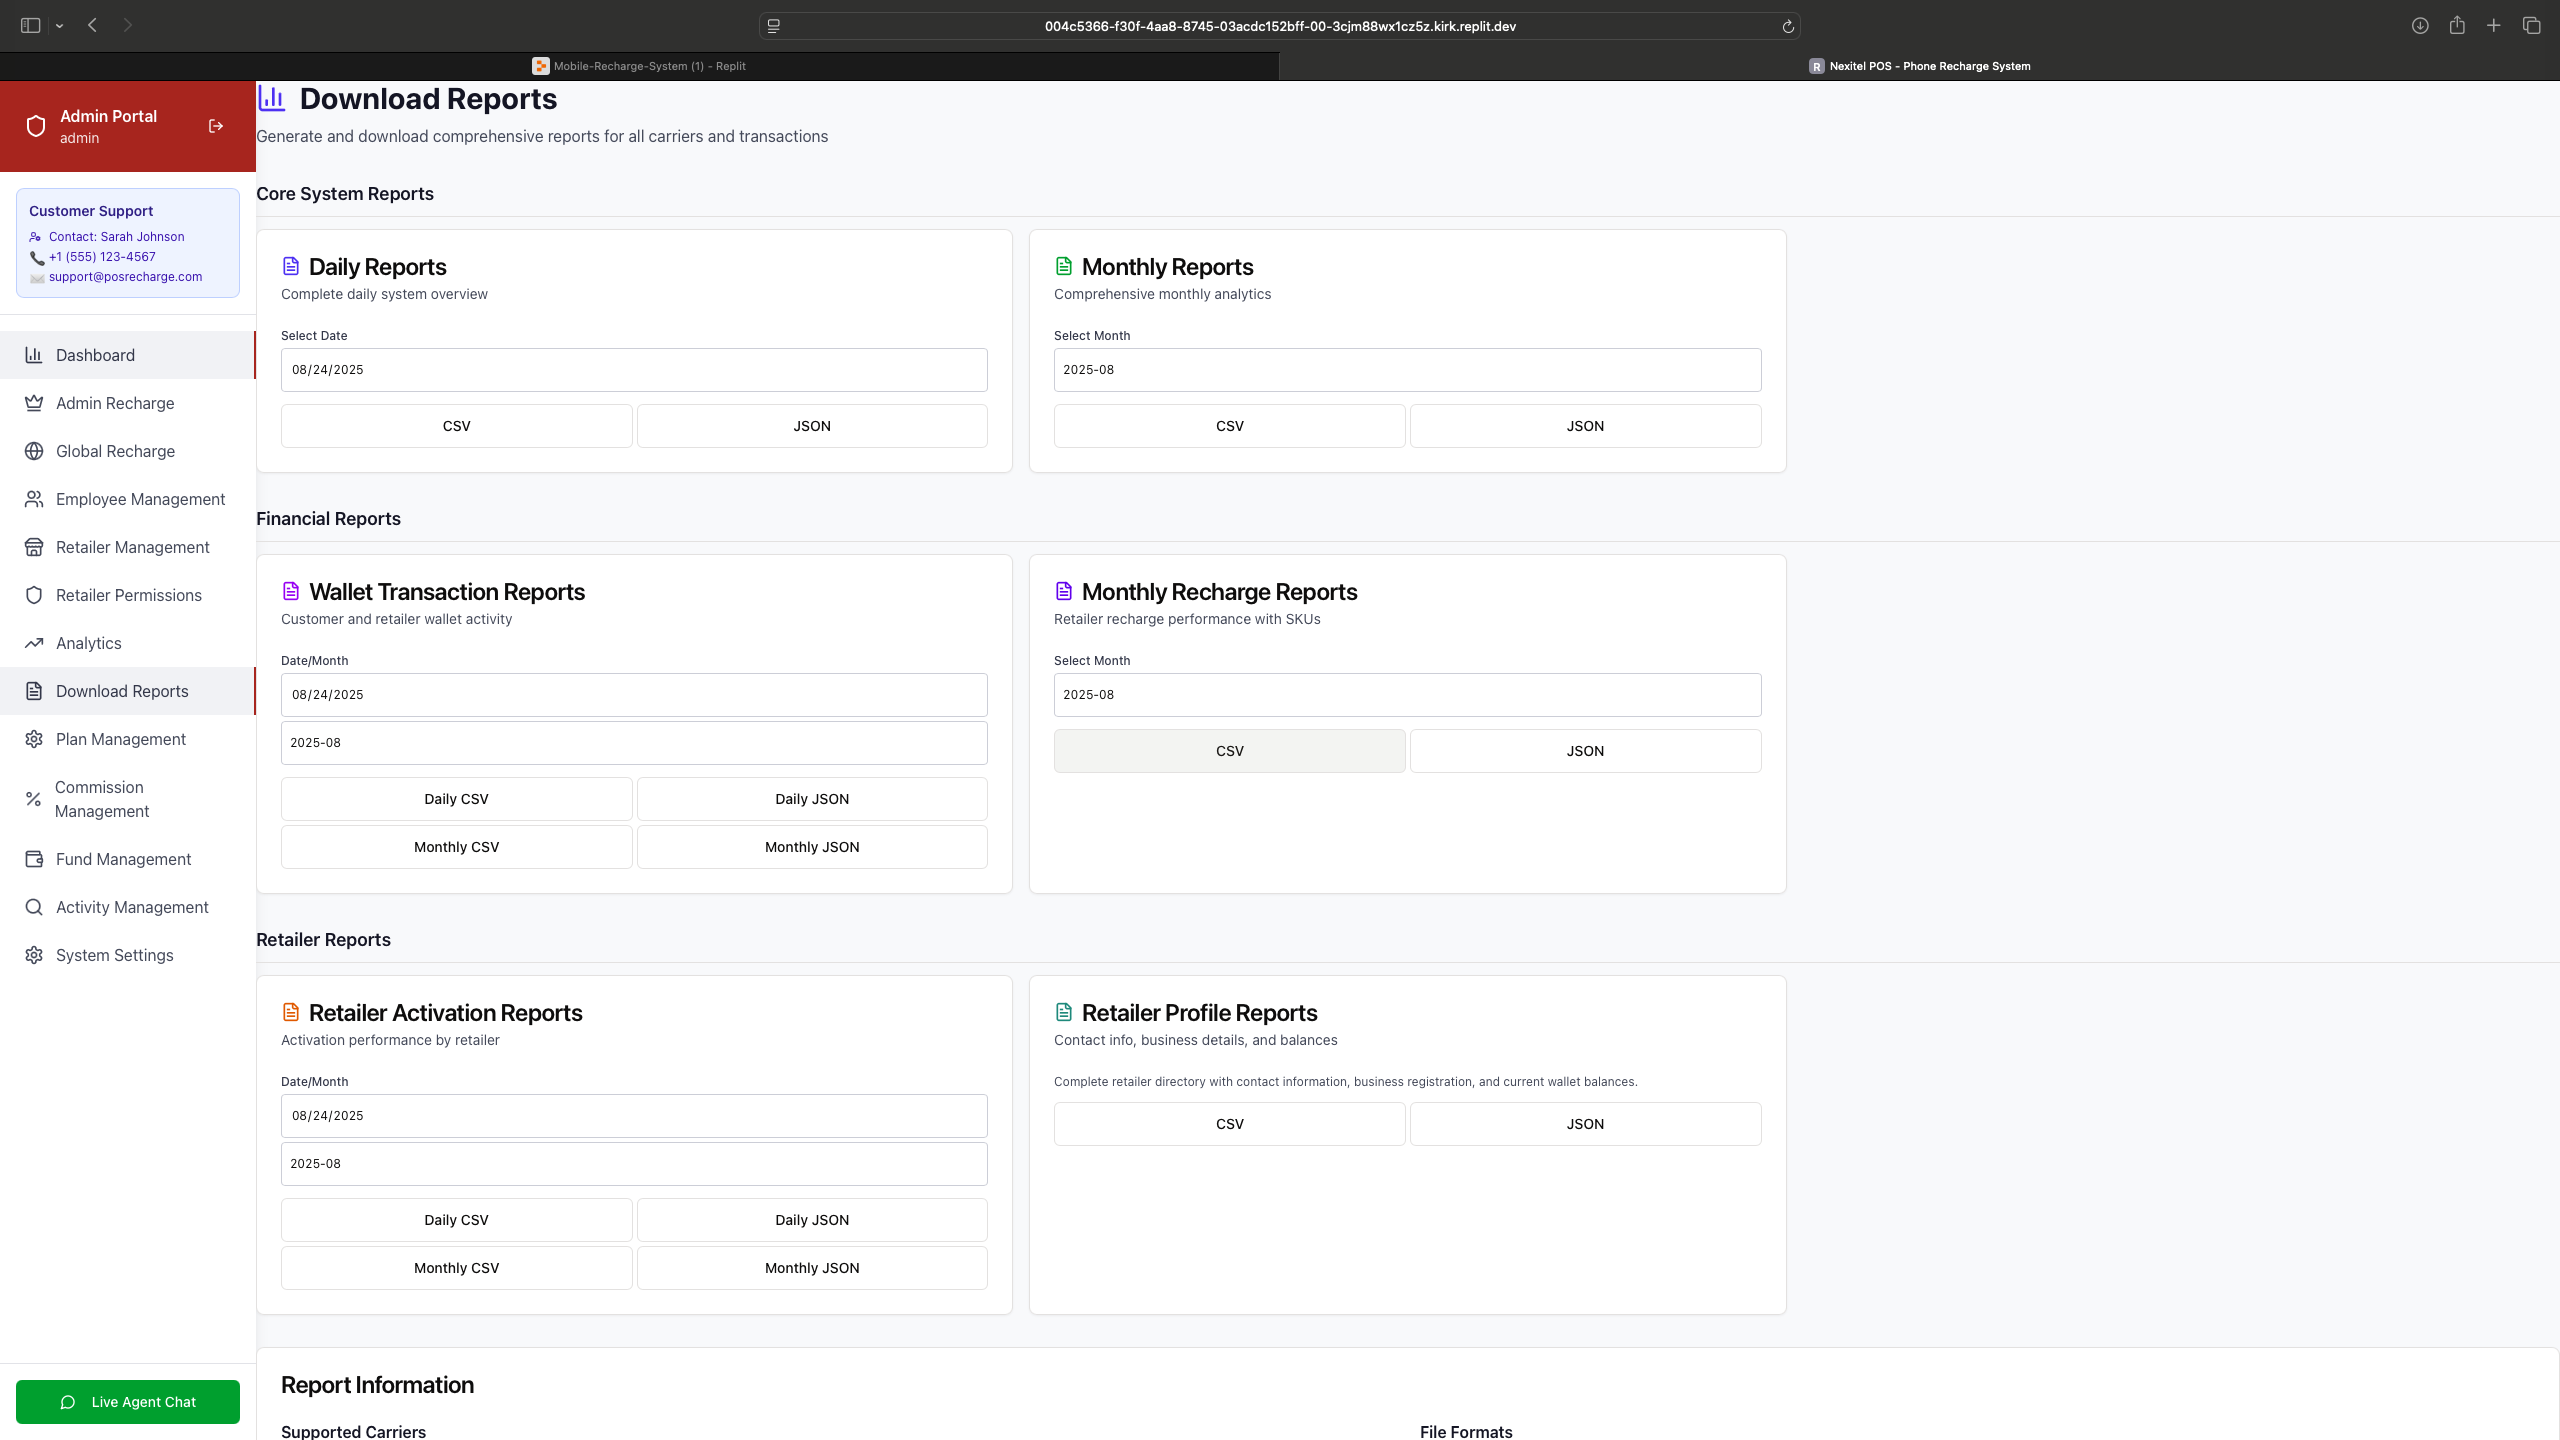 004c5366-f30f-4aa8-8745-03acdc152bff-00-3cjm88wx1cz5z.kirk.replit.dev
Mobile-Recharge-System (1) - Replit
R Nexitel POS - Phone Recharge System
Admin Portal
admin
Customer Support
Contact: Sarah Johnson
+1 (555) 123-4567
support@posrecharge.com
Dashboard
Admin Recharge
Global Recharge
Employee Management
Retailer Management
Retailer Permissions
Analytics
Download Reports
Plan Management
Commission
Management
Fund Management
Activity Management
System Settings
Live Agent Chat
Download Reports
Generate and download comprehensive reports for all carriers and transactions
Core System Reports
Daily Reports
Complete daily system overview
Select Date
08/24/2025
CSV
JSON
Monthly Reports
Comprehensive monthly analytics
Select Month
2025-08
CSV
JSON
Financial Reports
Wallet Transaction Reports
Customer and retailer wallet activity
Date/Month
08/24/2025
2025-08
Daily CSV
Daily JSON
Monthly CSV
Monthly JSON
Monthly Recharge Reports
Retailer recharge performance with SKUs
Select Month
2025-08
CSV
JSON
Retailer Reports
Retailer Activation Reports
Activation performance by retailer
Date/Month
08/24/2025
2025-08
Daily CSV
Daily JSON
Monthly CSV
Monthly JSON
Retailer Profile Reports
Contact info, business details, and balances
Complete retailer directory with contact information, business registration, and current wallet balances.
CSV
JSON
Report Information
Supported Carriers
File Formats